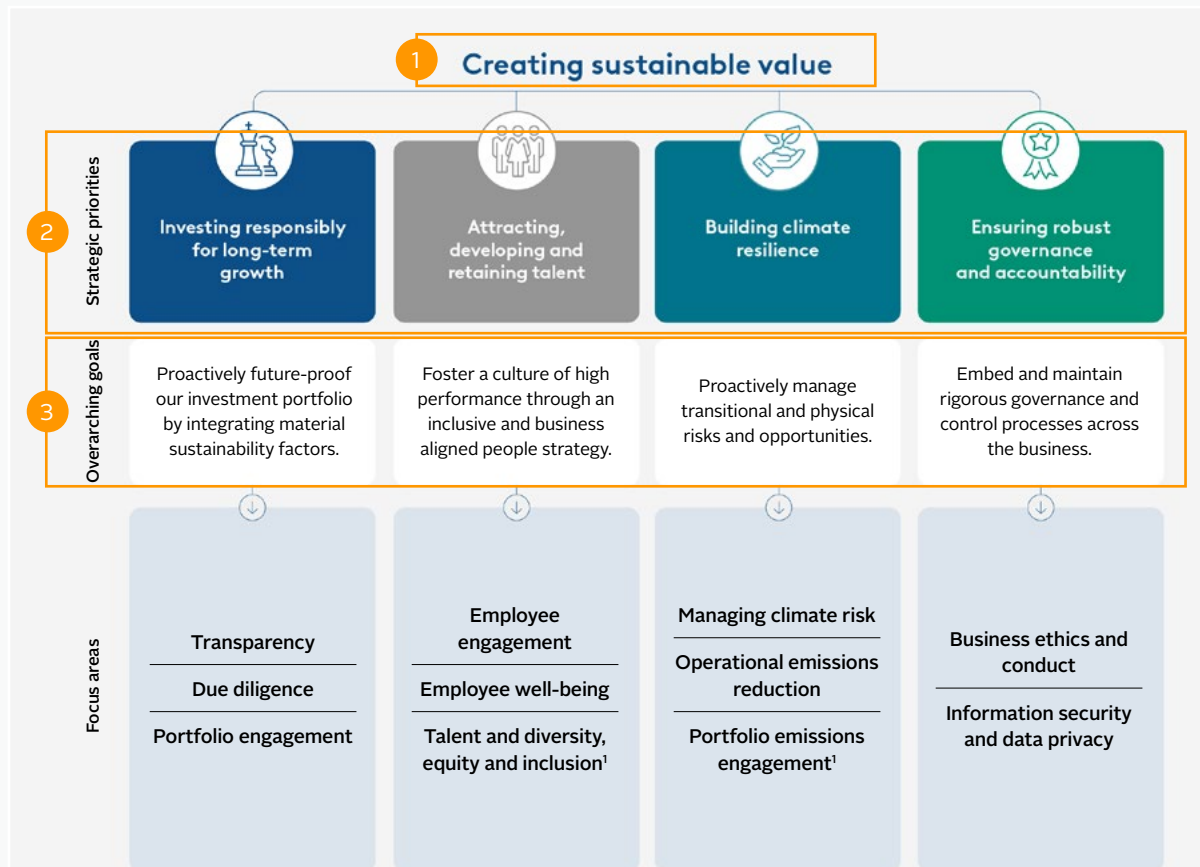 1
Creating sustainable value
2
Strategic priorities
Investing responsibly
for long-term
growth
Attracting,
developing and
retaining talent
Building climate
resilience
Ensuring robust
governance
and accountability
3
Overarching goals
Proactively future-proof
our investment portfolio
by integrating material
sustainability factors.
Foster a culture of high
performance through an
inclusive and business
aligned people strategy.
Proactively manage
transitional and physical
risks and opportunities.
Embed and maintain
rigorous governance and
control processes across
the business.
Focus areas
Transparency
Due diligence
Portfolio engagement
Employee
engagement
Employee well-being
Talent and diversity,
equity and inclusion¹
Managing climate risk
Operational emissions
reduction
Portfolio emissions
engagement¹
Business ethics and
conduct
Information security
and data privacy